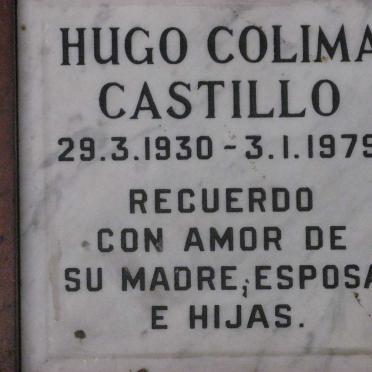 HUGO COLIMA
CASTILLO
29.3.1930 ~ 3.1.1979
RECUERDO
CON AMOR DE
SU MADRE, ESPOSA
E HIJAS.